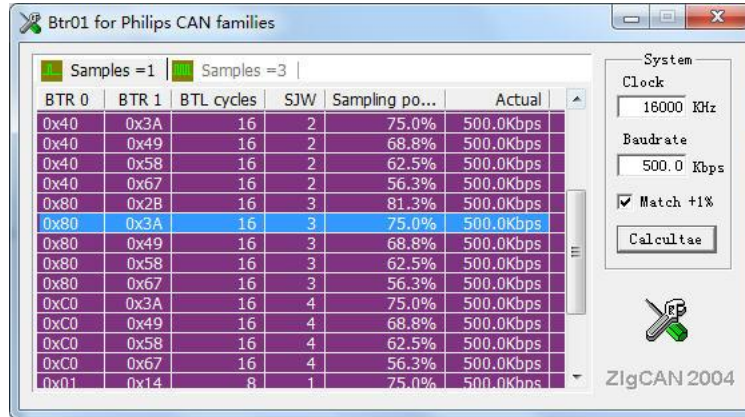 Btr01 for Philips CAN families
Samples =1 Samples =3
BTR 0 BTR 1 BTL cycles SJW Sampling po... Actual
0x40 0x3A 16 2 75.0% 500.0Kbps
0x40 0x49 16 2 68.8% 500.0Kbps
0x40 0x58 16 2 62.5% 500.0Kbps
0x40 0x67 16 2 56.3% 500.0Kbps
0x80 0x2B 16 3 81.3% 500.0Kbps
0x80 0x3A 16 3 75.0% 500.0Kbps
0x80 0x49 16 3 68.8% 500.0Kbps
0x80 0x58 16 3 62.5% 500.0Kbps
0x80 0x67 16 3 56.3% 500.0Kbps
0xC0 0x3A 16 4 75.0% 500.0Kbps
0xC0 0x49 16 4 68.8% 500.0Kbps
0xC0 0x58 16 4 62.5% 500.0Kbps
0xC0 0x67 16 4 56.3% 500.0Kbps
0x01 0x14 8 1 75.0% 500.0Kbps
System
Clock
16000 KHz
Baudrate
500.0 Kbps
Match +1%
Calcultae
ZlgCAN 2004